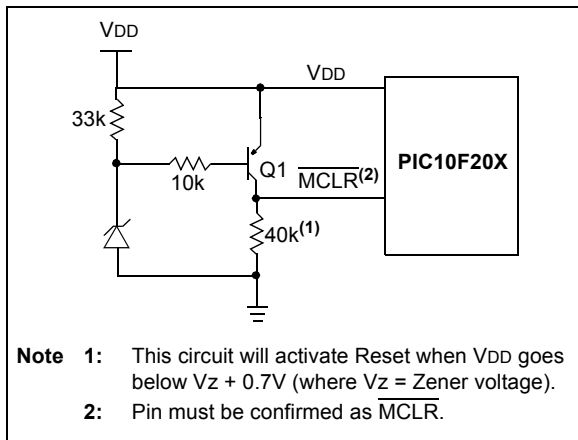 VDD
VDD
33k
10k
Q1
MCLR(2)
PIC10F20X
40k(1)
Note 1: This circuit will activate Reset when VDD goes
below Vz + 0.7V (where Vz = Zener voltage).
2: Pin must be confirmed as MCLR.